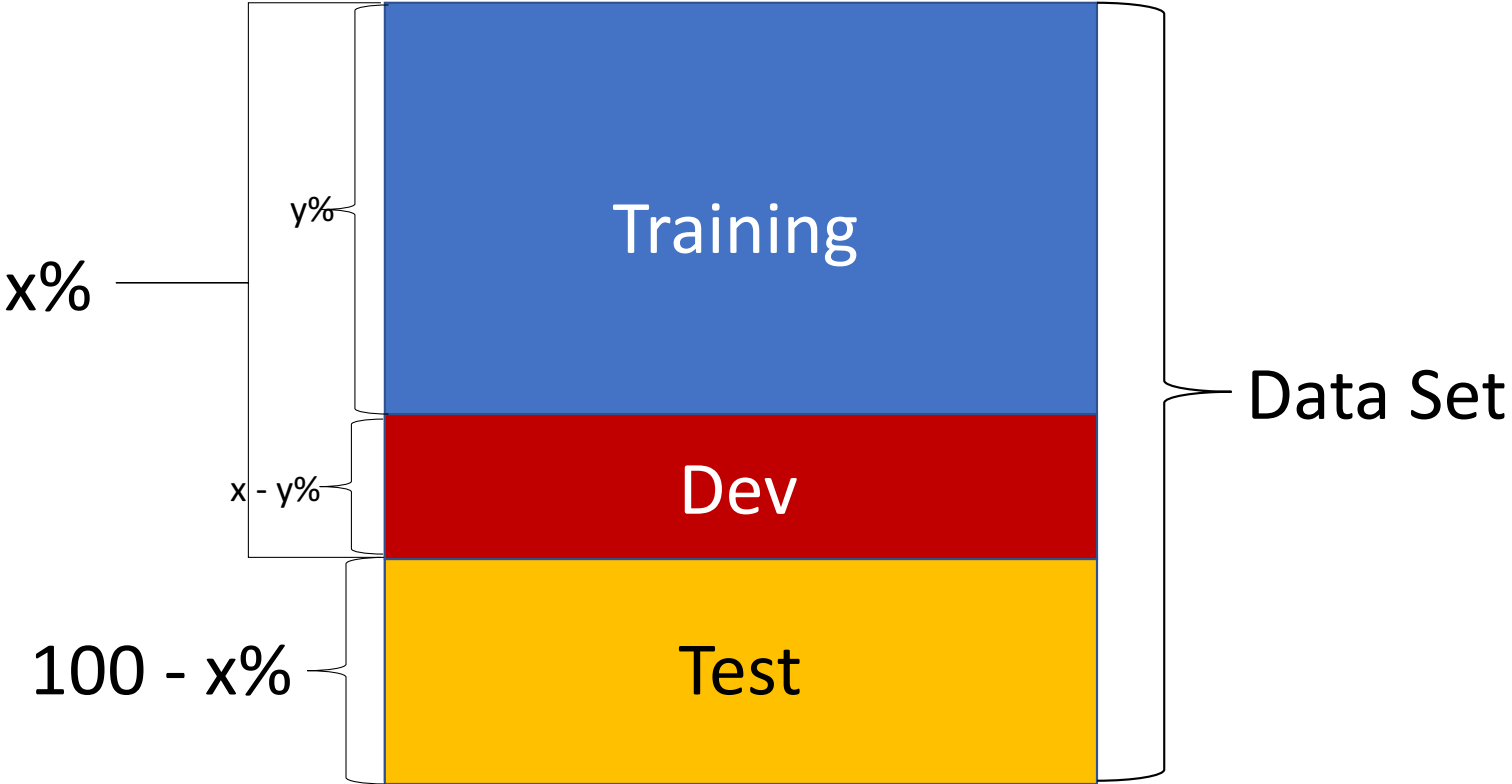 y%
Training
x%
Data Set
x - y%
Dev
100 - x%
Test